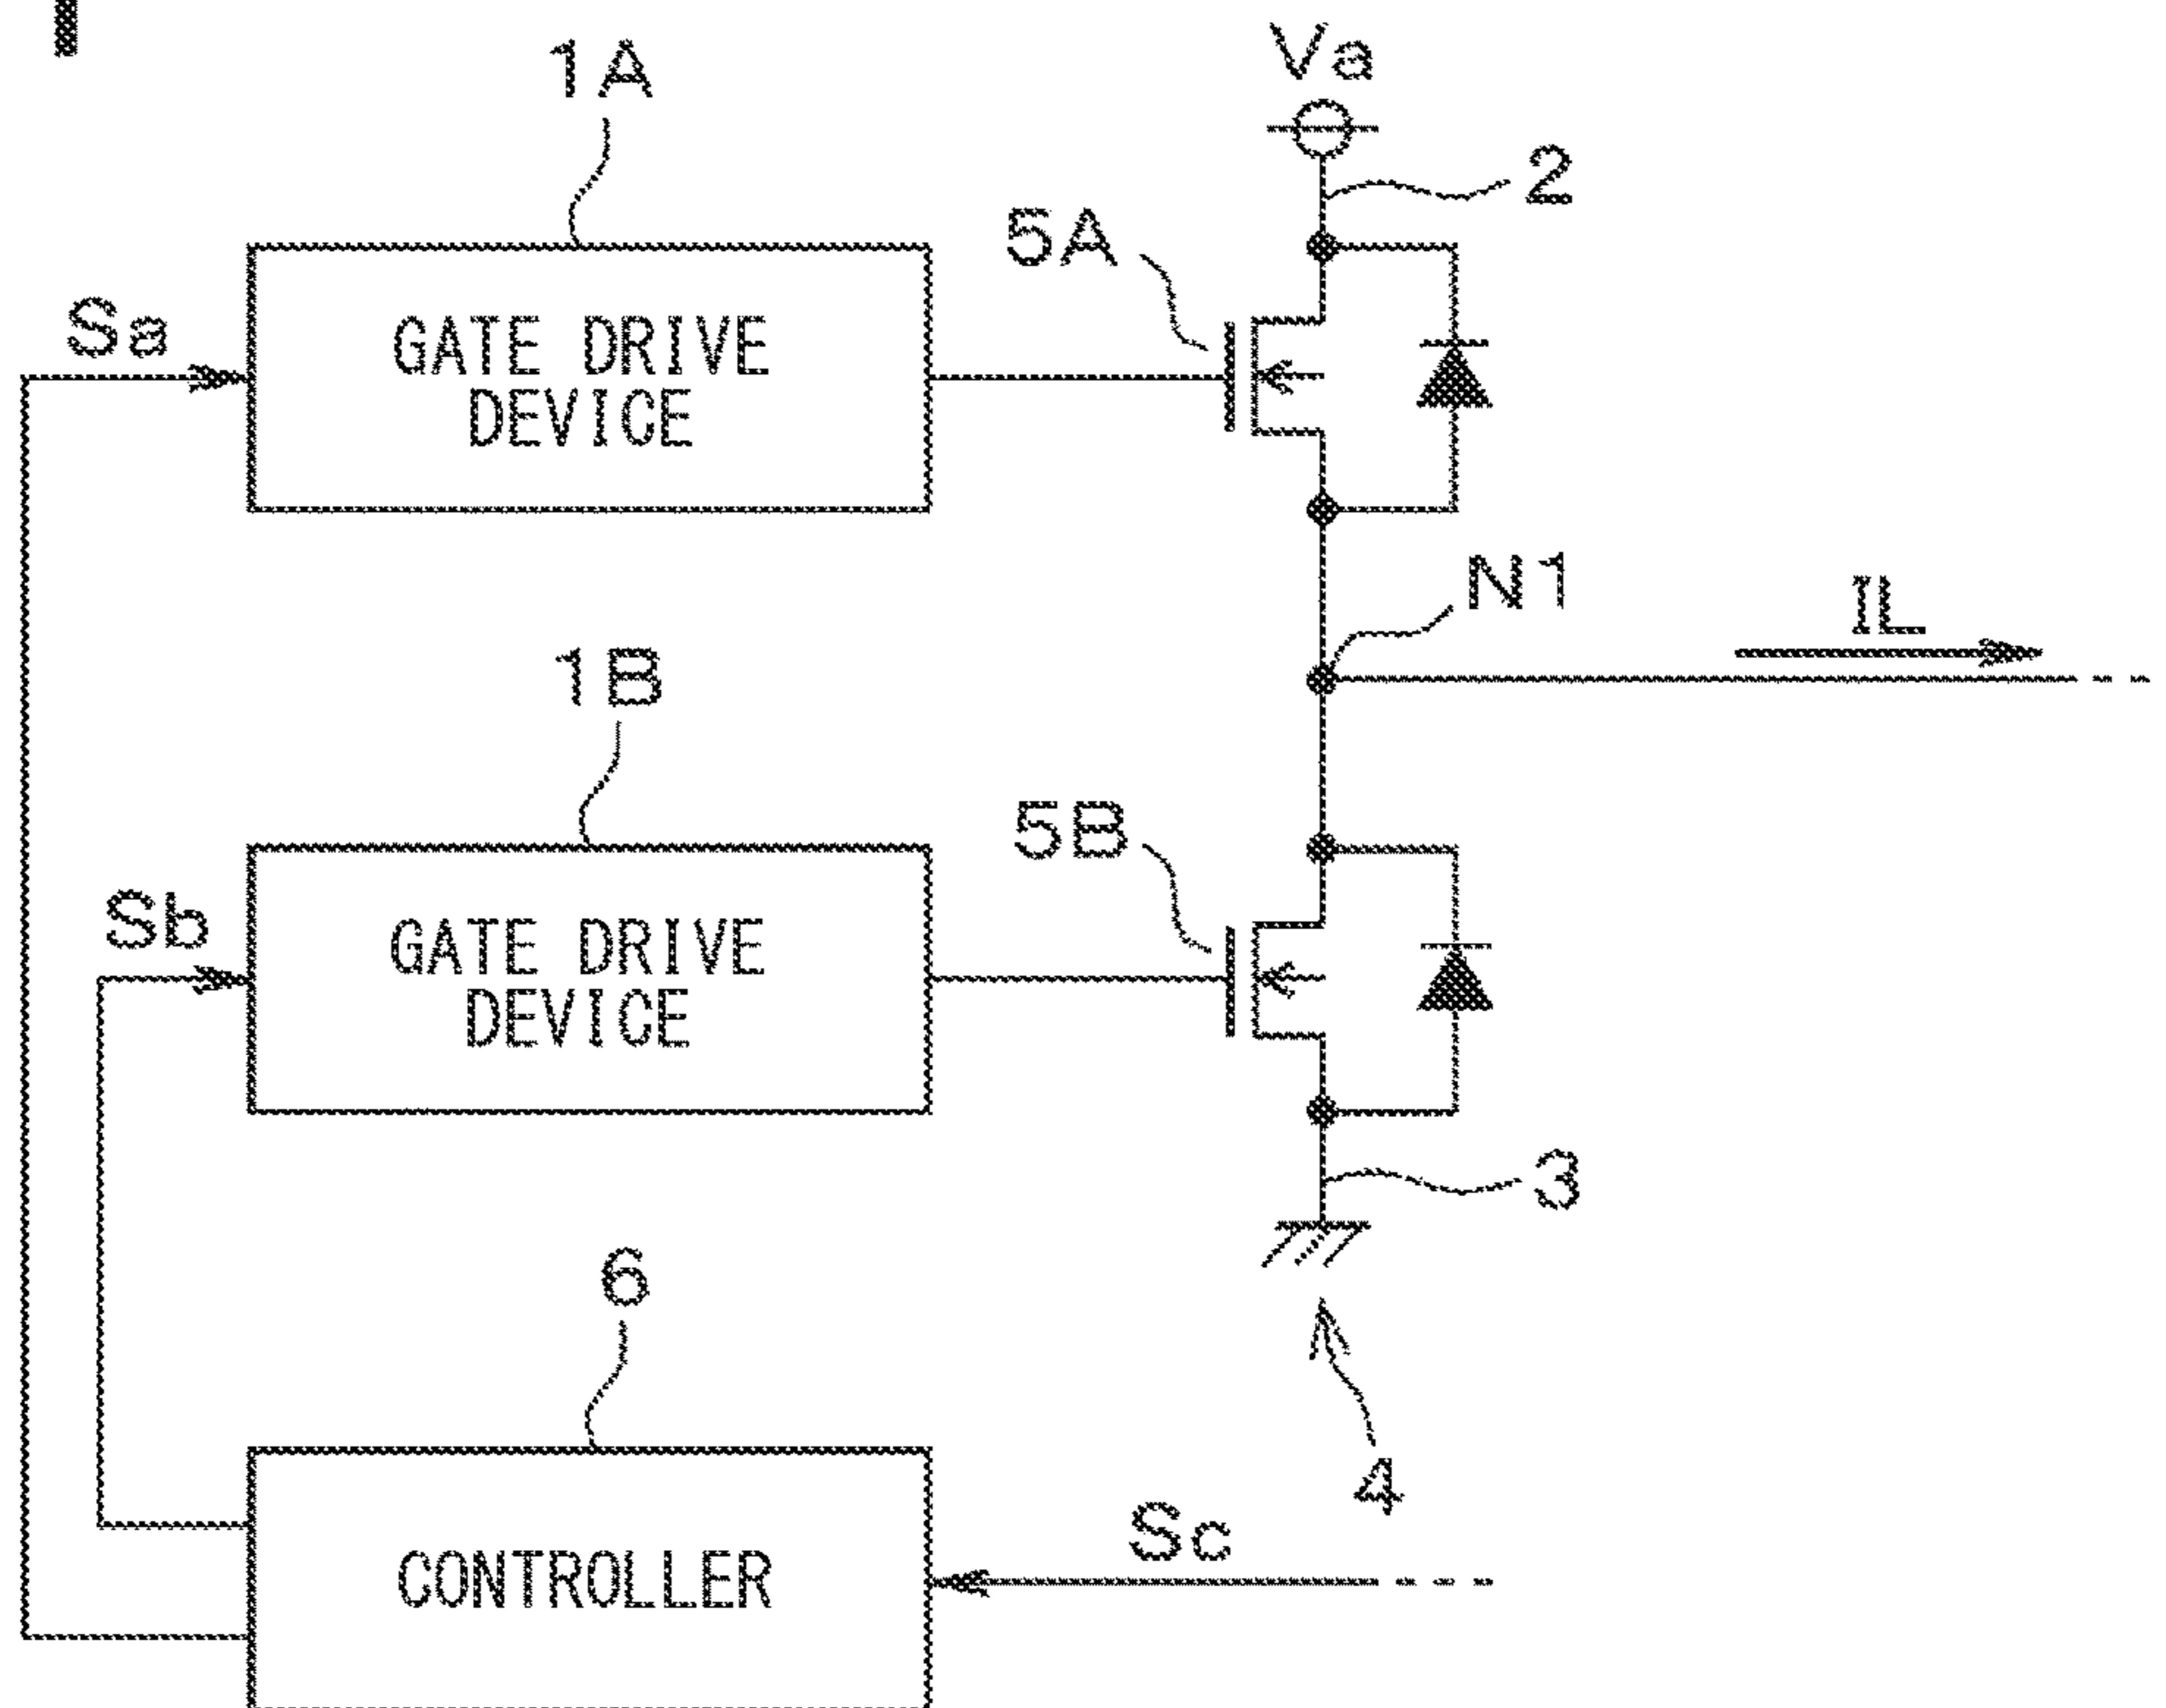 1A
Va
2
5A
Sa
GATE DRIVE
DEVICE
N1
IL
1B
5B
Sb
GATE DRIVE
DEVICE
3
6
4
Sc
CONTROLLER